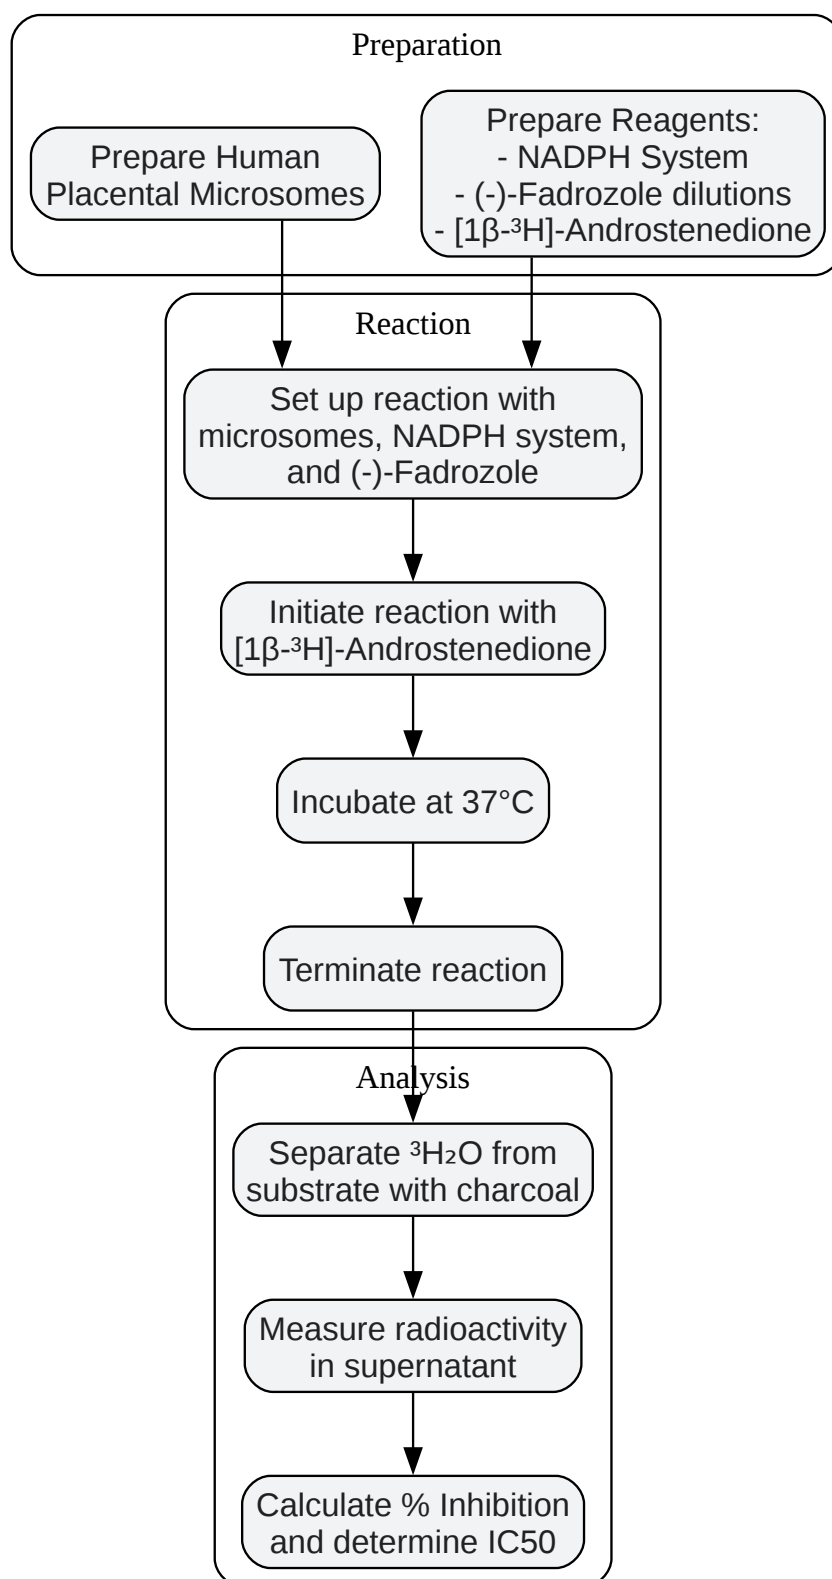 Preparation
Prepare Human
Placental Microsomes
Prepare Reagents:
- NADPH System
- (-)-Fadrozole dilutions
- [1β-³H]-Androstenedione
Reaction
Set up reaction with
microsomes, NADPH system,
and (-)-Fadrozole
Initiate reaction with
[1β-³H]-Androstenedione
Incubate at 37°C
Terminate reaction
Analysis
Separate ³H₂O from
substrate with charcoal
Measure radioactivity
in supernatant
Calculate % Inhibition
and determine IC50